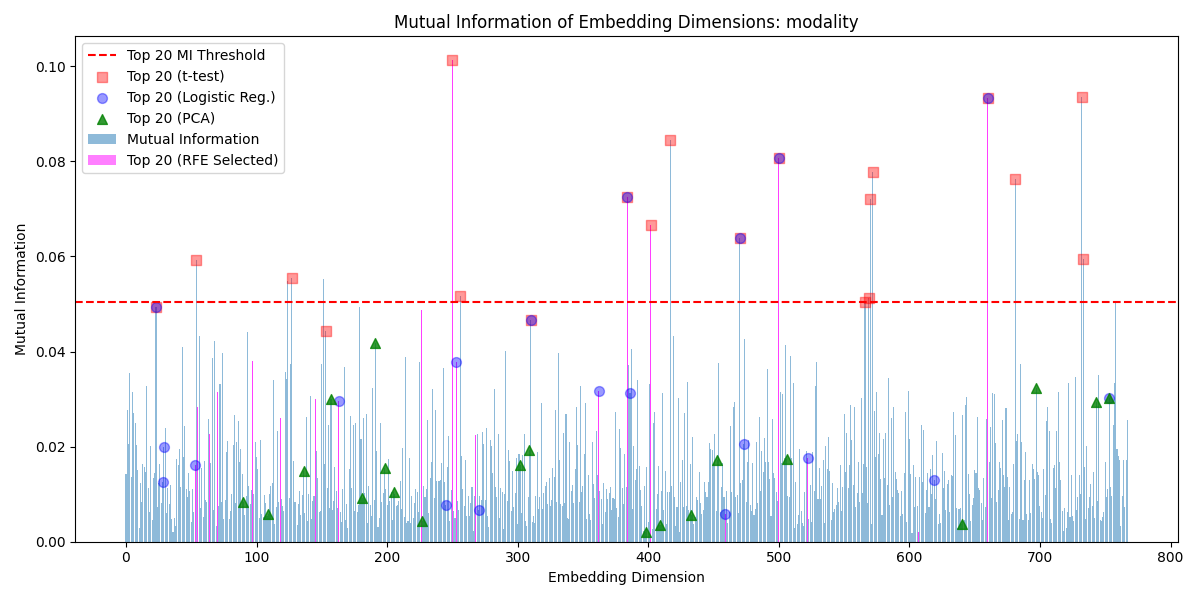 Mutual Information of Embedding Dimensions: modality
Top 20 MI Threshold
Top 20 (t-test)
Top 20 (Logistic Reg.)
Top 20 (PCA)
Mutual Information
Top 20 (RFE Selected)
Mutual Information
0.10
0.08
0.06
0.04
0.02
0.00
0 100 200 300 400 500 600 700 800
Embedding Dimension